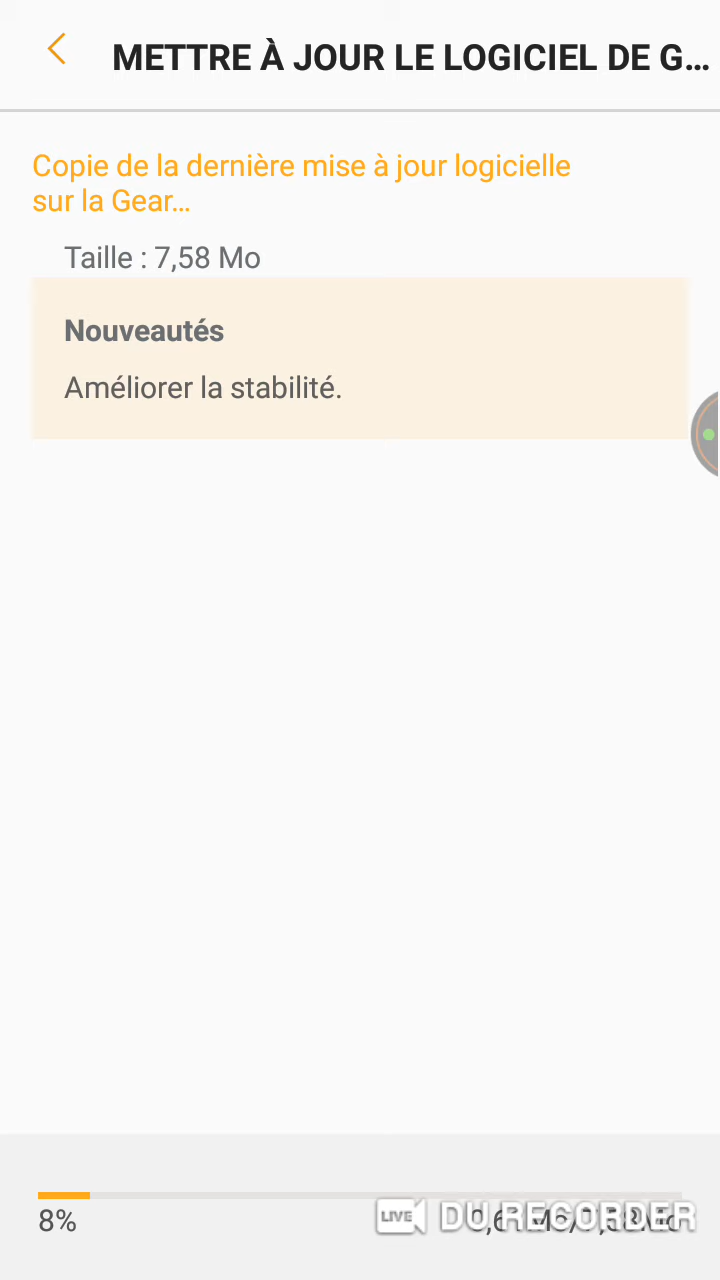 METTRE À JOUR LE LOGICIEL DE G...
Copie de la dernière mise à jour logicielle
sur la Gear...
Taille : 7,58 Mo
Nouveautés
Améliorer la stabilité.
8%
LIVE DU RECORDER